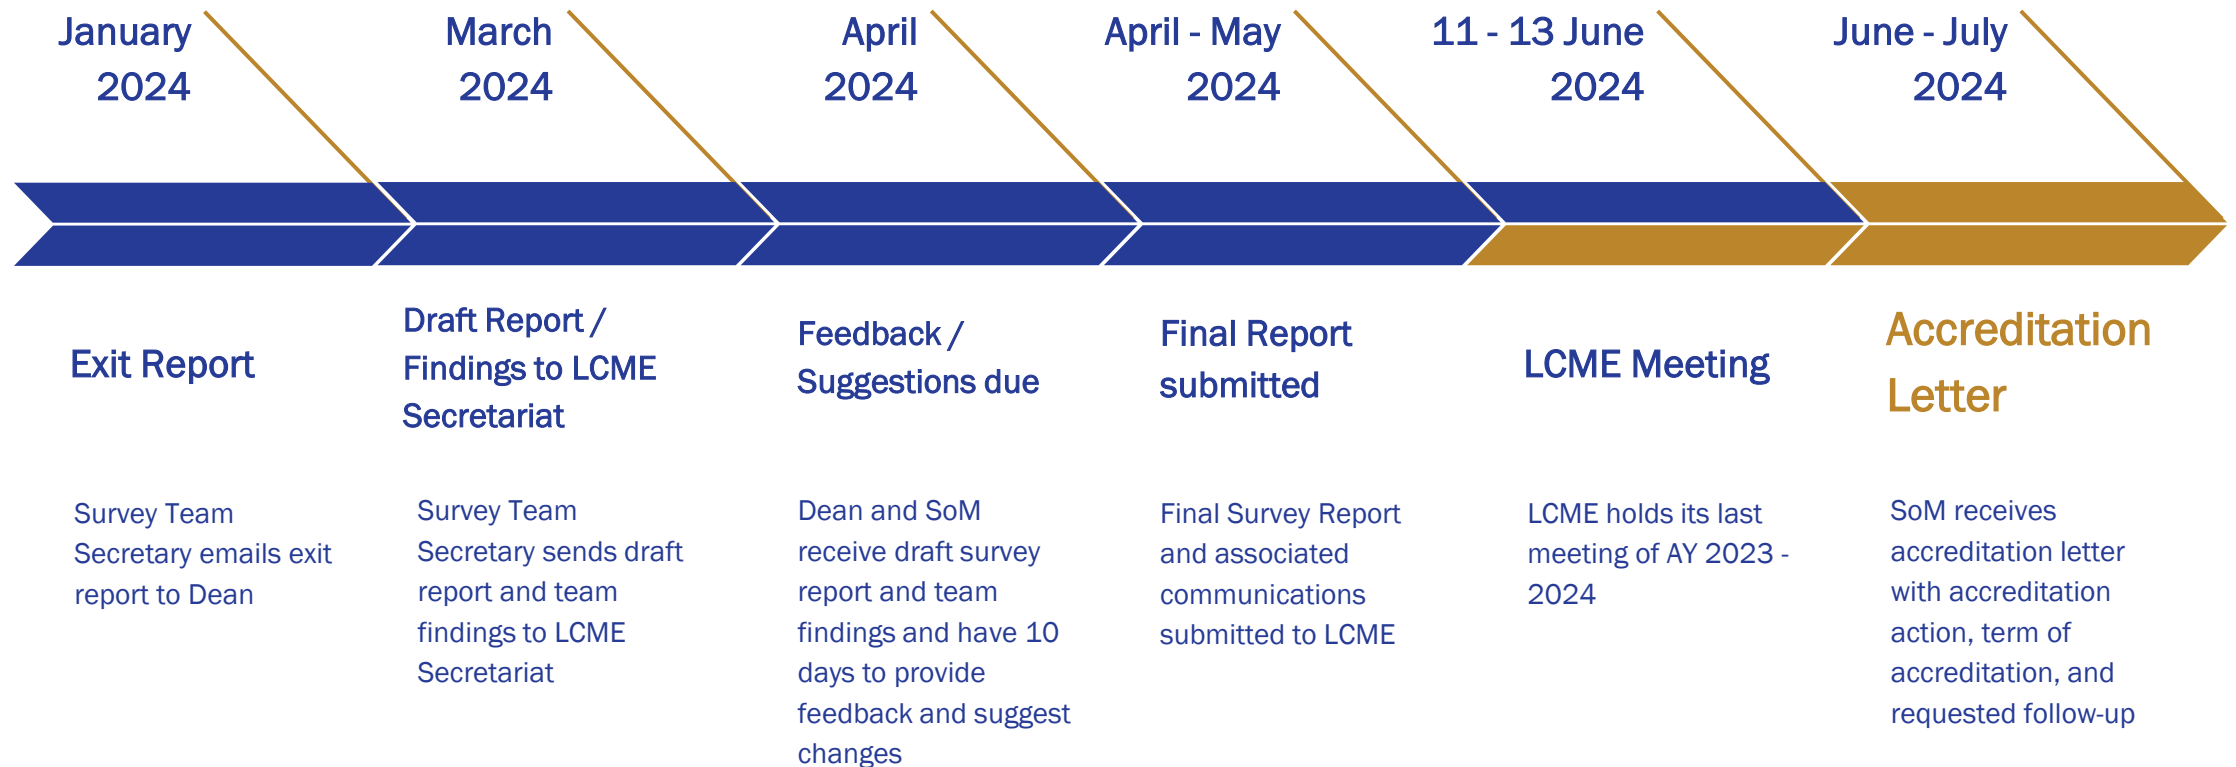 January
2024
March
2024
April
2024
April - May
2024
11 - 13 June
2024
June - July
2024
Exit Report
Draft Report /
Findings to LCME
Secretariat
Feedback /
Suggestions due
Final Report
submitted
LCME Meeting
Accreditation
Letter
Survey Team
Secretary emails exit
report to Dean
Survey Team
Secretary sends draft
report and team
findings to LCME
Secretariat
Dean and SoM
receive draft survey
report and team
findings and have 10
days to provide
feedback and suggest
changes
Final Survey Report
and associated
communications
submitted to LCME
LCME holds its last
meeting of AY 2023 -
2024
SoM receives
accreditation letter
with accreditation
action, term of
accreditation, and
requested follow-up